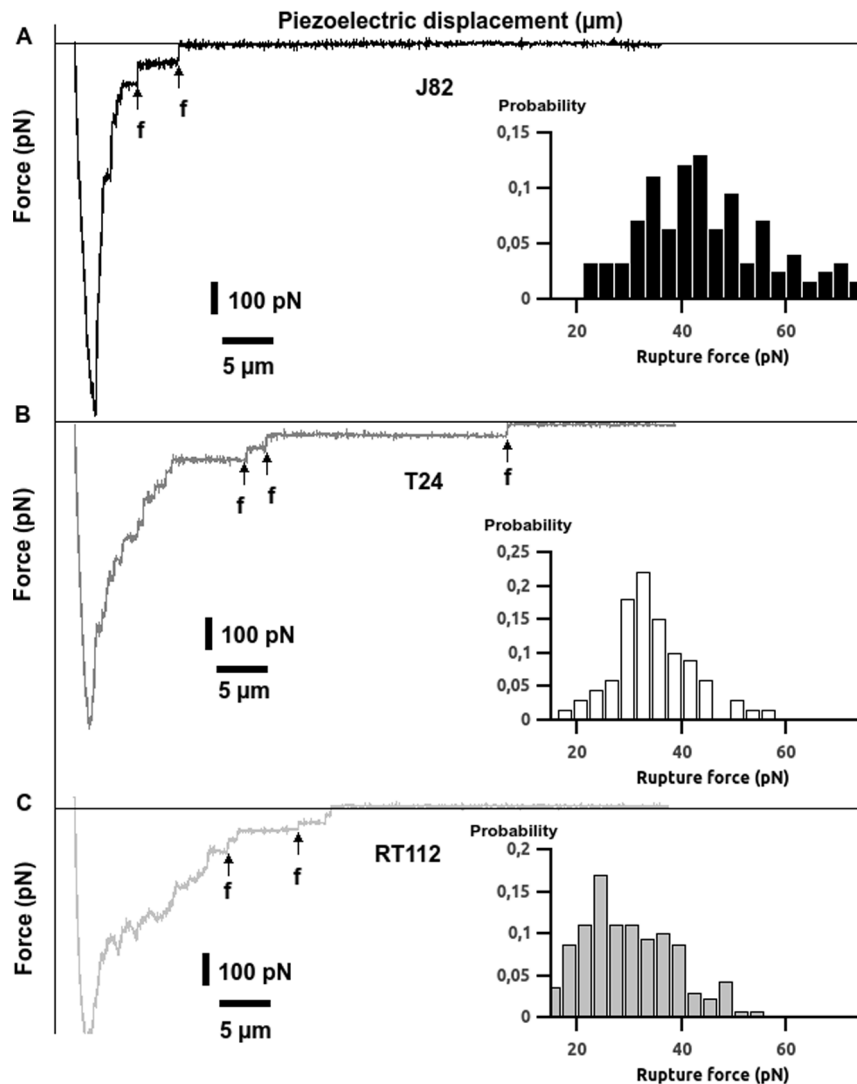 Piezoelectric displacement (µm)
A
Force (pN)
f
f
J82
100 pN
5 µm
Probability
0,15
0,1
0,05
0
20
40
60
Rupture force (pN)
B
Force (pN)
f
f
f
T24
100 pN
5 µm
Probability
0,25
0,2
0,15
0,1
0,05
0
20
40
60
Rupture force (pN)
C
Force (pN)
f
f
RT112
100 pN
5 µm
Probability
0,2
0,15
0,1
0,05
0
20
40
60
Rupture force (pN)